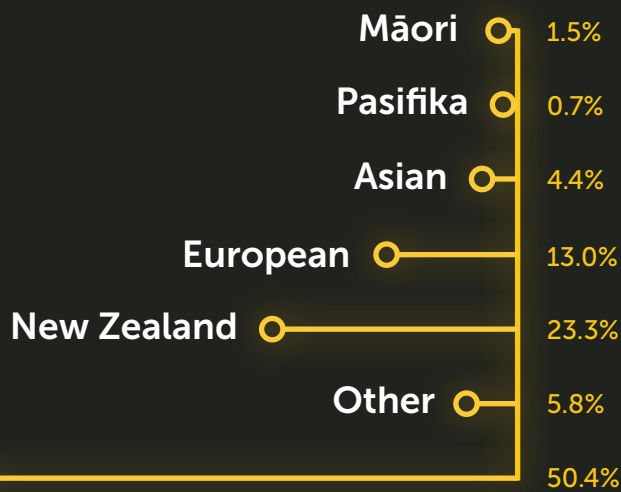 Māori 1.5%
Pasifika 0.7%
Asian 4.4%
European 13.0%
New Zealand 23.3%
Other 5.8%
50.4%